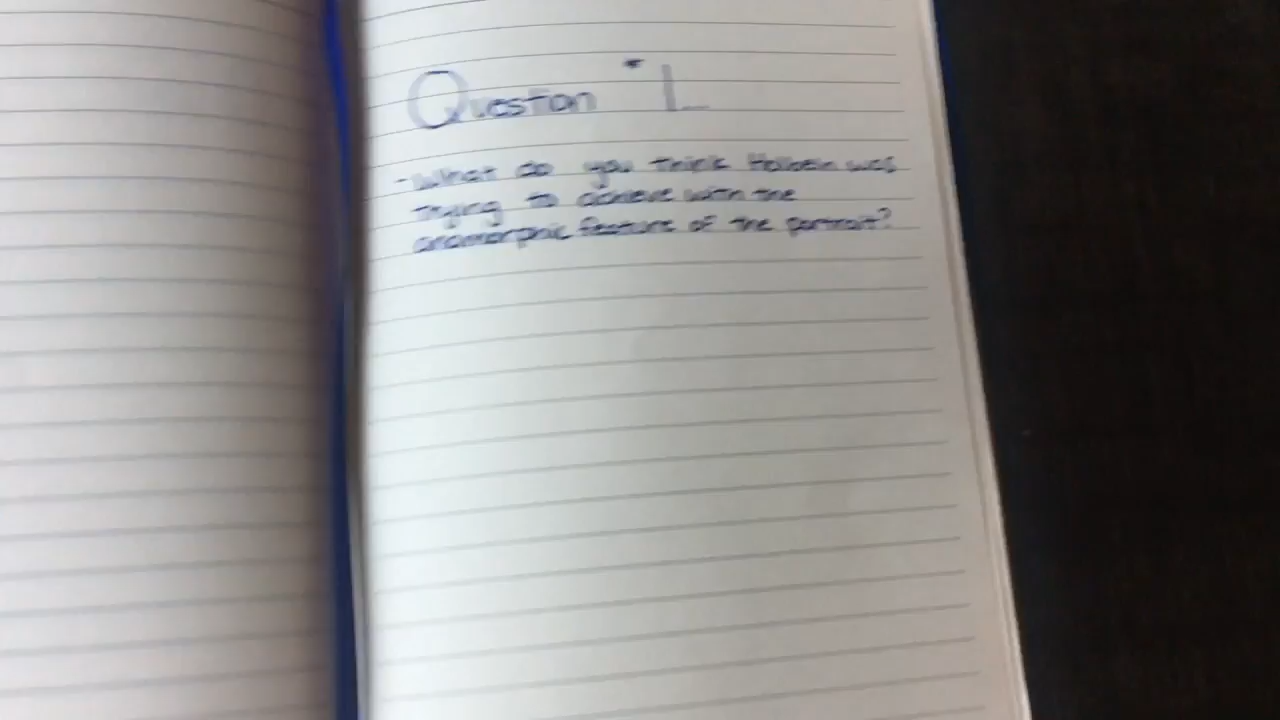 Question #1
-What do you think Holbein was
trying to achieve with the
anamorphic feature of the portrait?